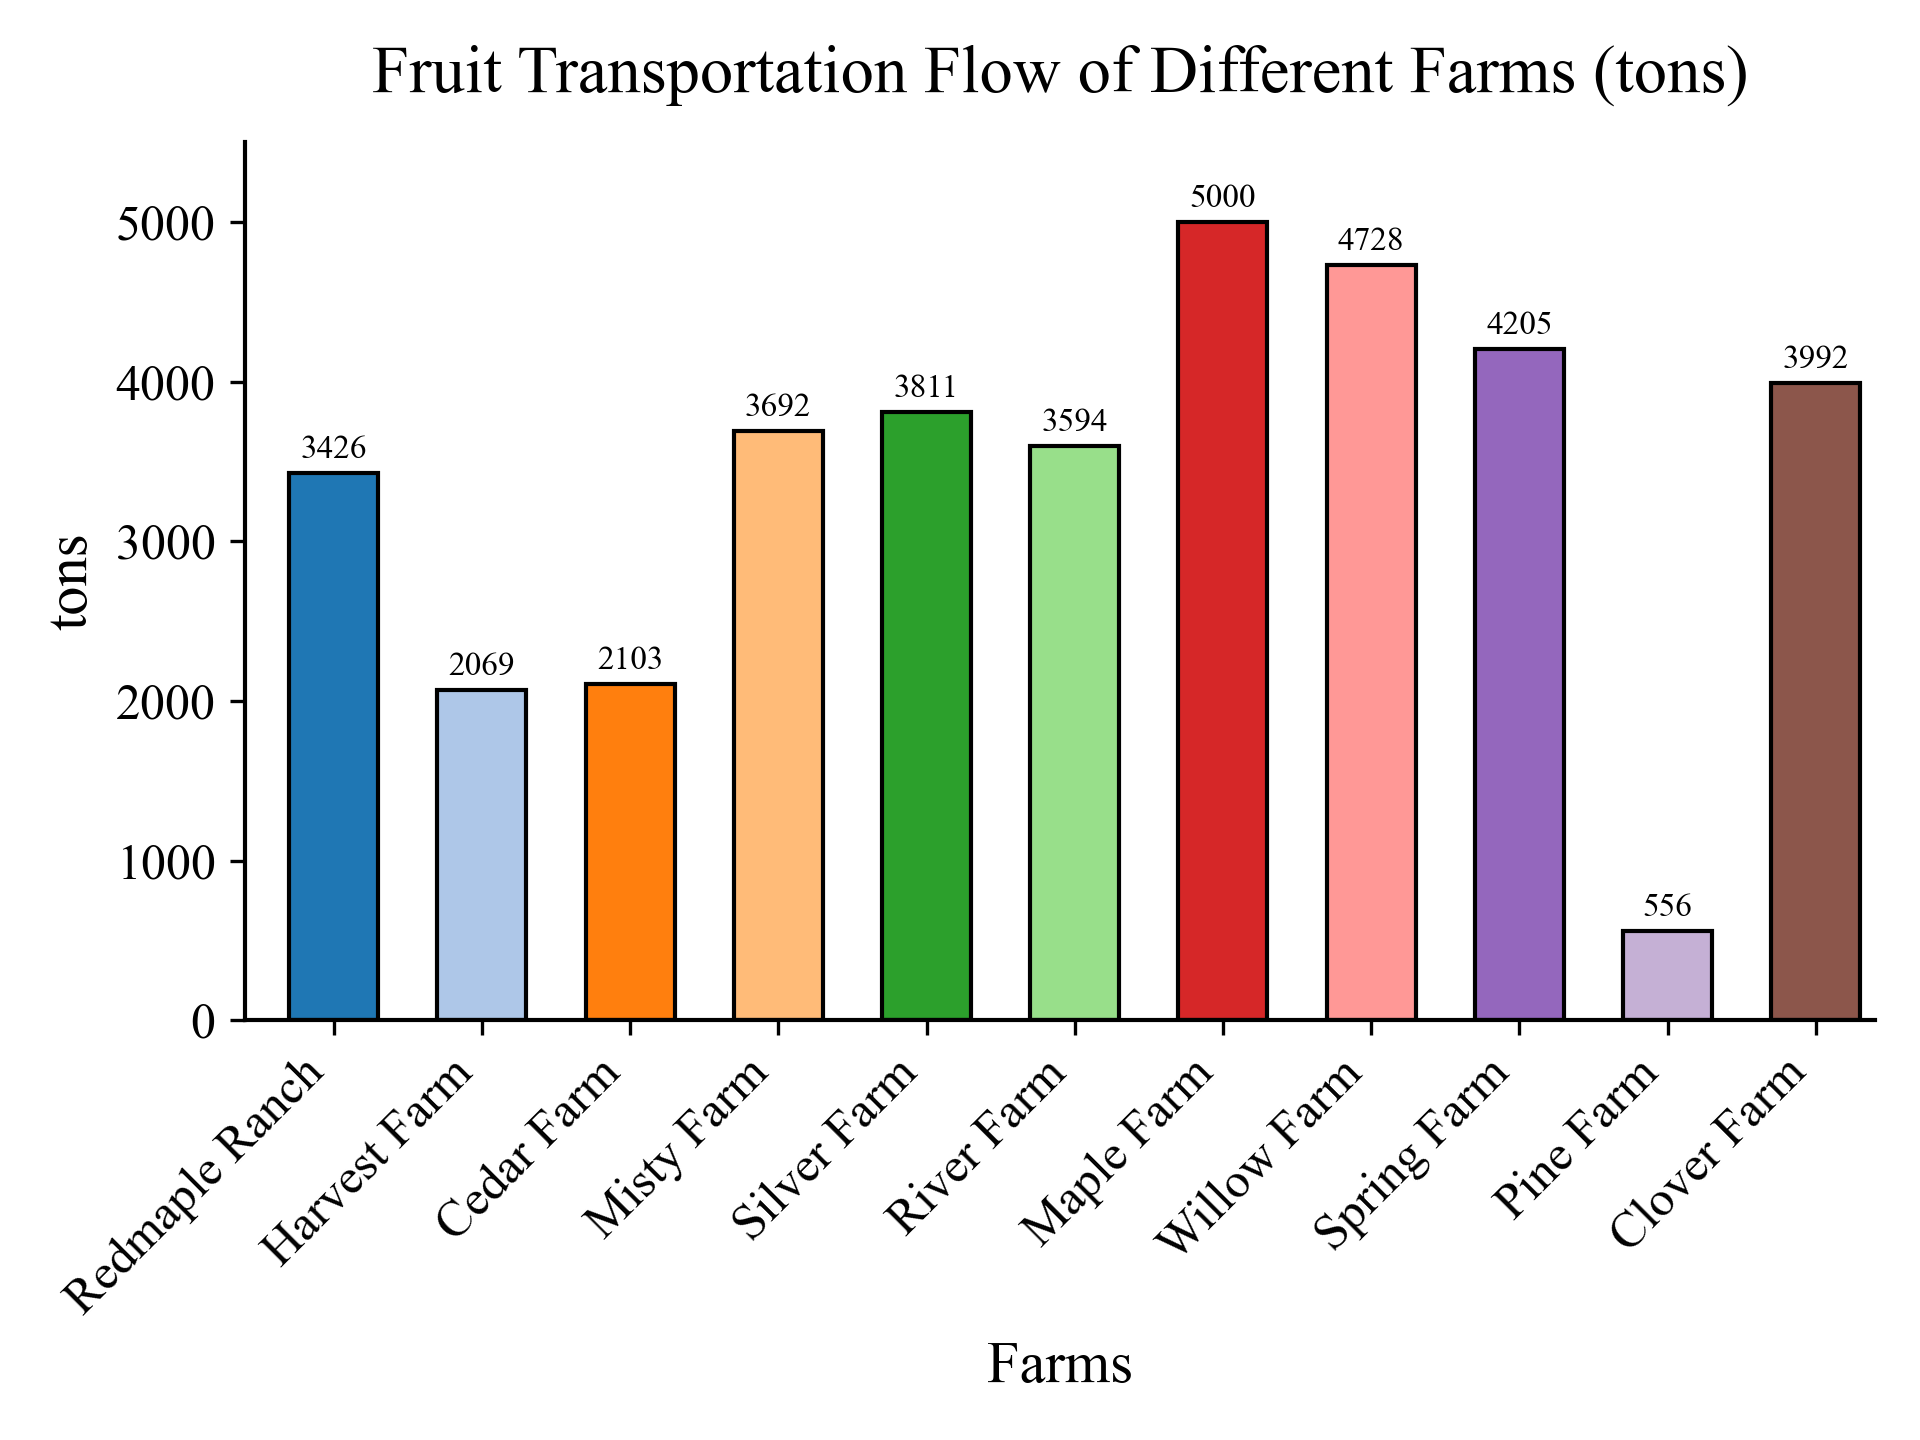 Fruit Transportation Flow of Different Farms (tons)
5000
4728
4205
3992
3811
3692
3594
3426
2103
2069
556
5000
4000
3000
2000
1000
0
tons
Redmaple Ranch
Harvest Farm
Cedar Farm
Misty Farm
Silver Farm
River Farm
Maple Farm
Willow Farm
Spring Farm
Pine Farm
Clover Farm
Farms